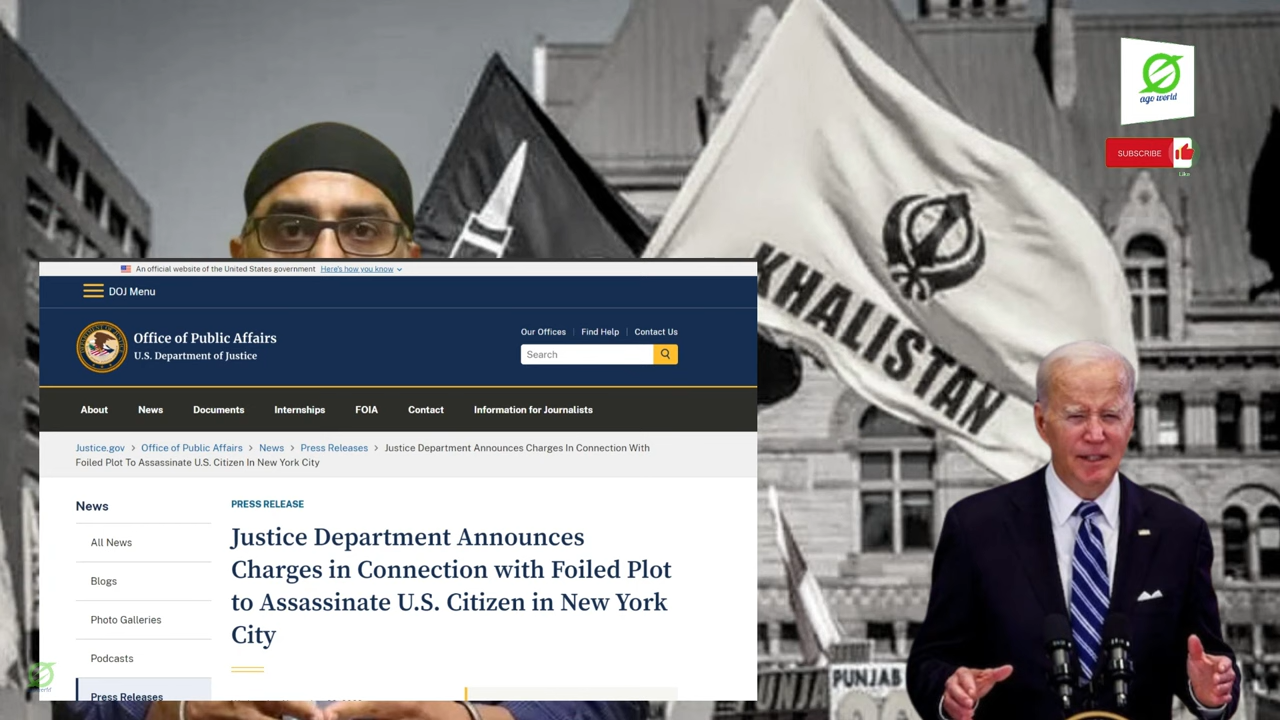 ago world
SUBSCRIBE
Like
KHALISTAN
An official website of the United States government Here's how you know
DOJ Menu
Office of Public Affairs
U.S. Department of Justice
Our Offices Find Help Contact Us
Search
About News Documents Internships FOIA Contact Information for Journalists
Justice.gov > Office of Public Affairs > News > Press Releases > Justice Department Announces Charges In Connection With
Foiled Plot To Assassinate U.S. Citizen In New York City
News
All News
Blogs
Photo Galleries
Podcasts
Press Releases
PRESS RELEASE
Justice Department Announces
Charges in Connection with Foiled Plot
to Assassinate U.S. Citizen in New York
City
PUNJAB